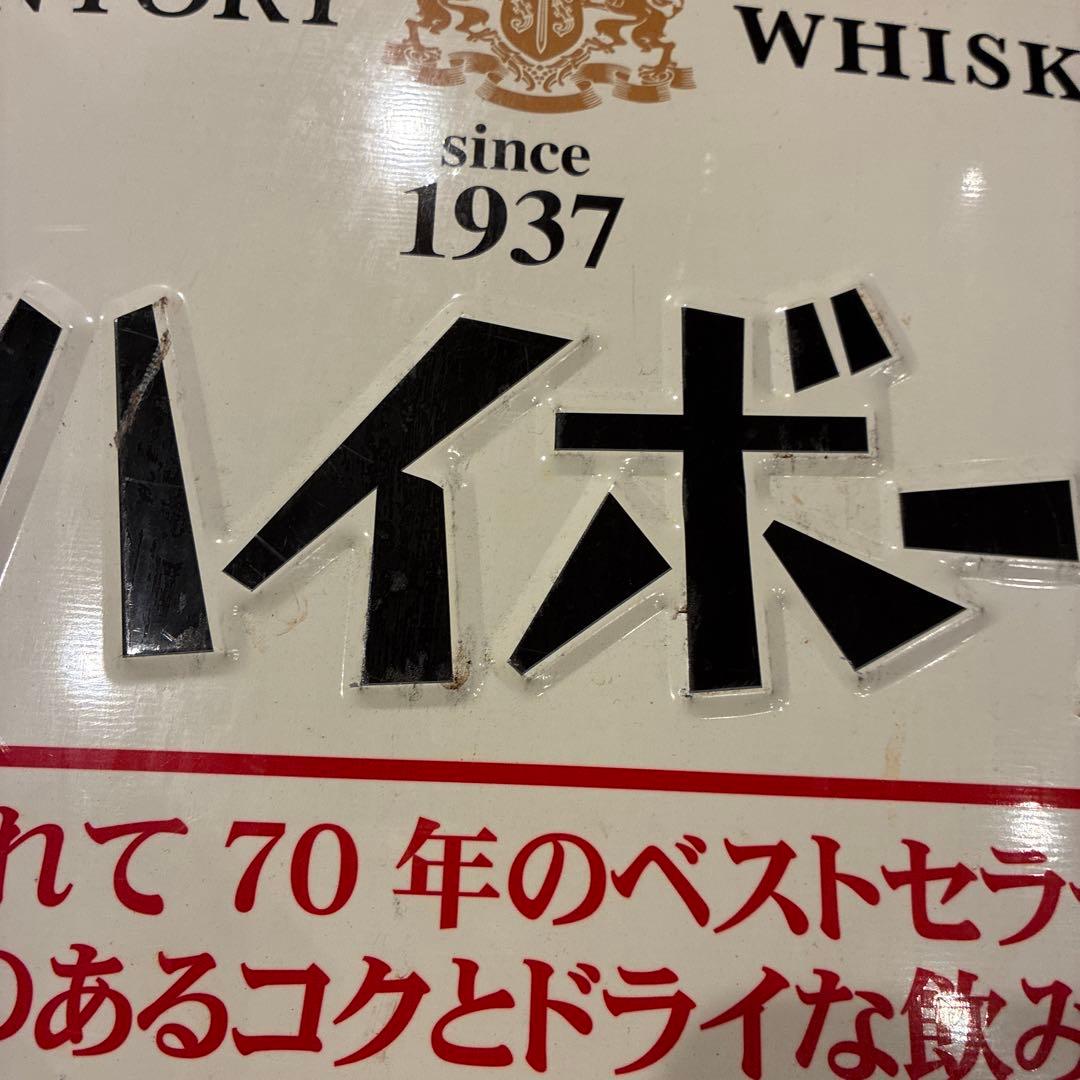 NTORY WHISK
since
1937
ハイボー
れて 70 年のベストセラ
のあるコクとドライな飲み